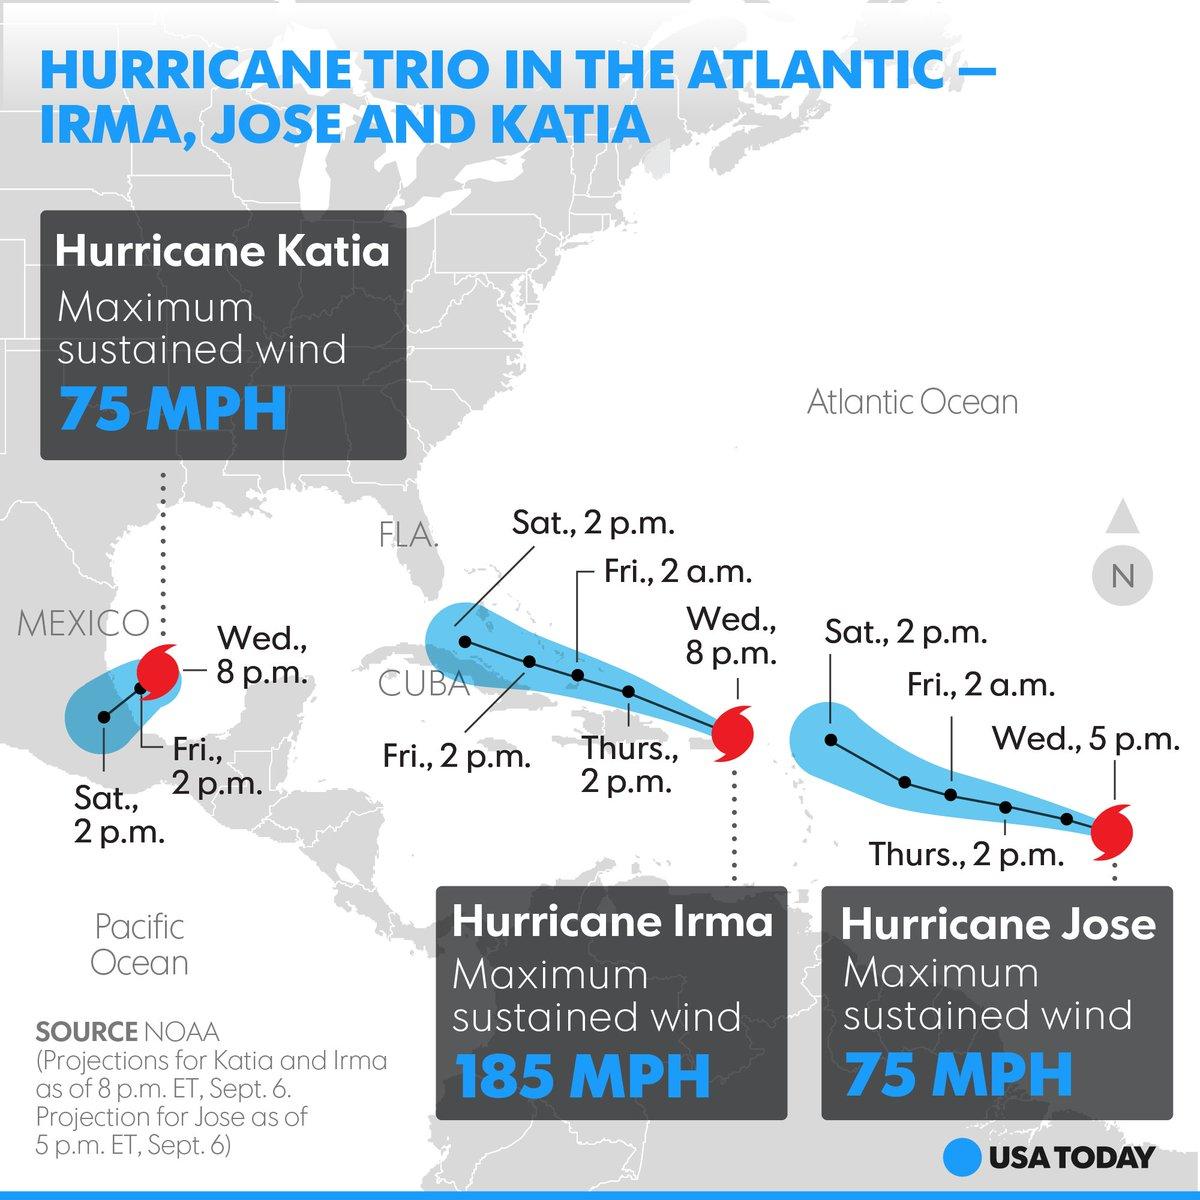 HURRICANE TRIO IN THE ATLANTIC —
IRMA, JOSE AND KATIA
Hurricane Katia
Maximum
sustained wind
75 MPH
Atlantic Ocean
FLA.
Sat., 2 p.m.
Fri., 2 a.m.
N
MEXICO
Wed.,
8 p.m.
Wed.,
8 p.m.
Sat., 2 p.m.
CUBA
Fri., 2 a.m.
Fri., 2 p.m.
Thurs.,
2 p.m.
Wed., 5 p.m.
Fri.,
2 p.m.
Sat.,
2 p.m.
Thurs., 2 p.m.
Hurricane Irma
Maximum
sustained wind
185 MPH
Hurricane Jose
Maximum
sustained wind
75 MPH
Pacific
Ocean
SOURCE NOAA
(Projections for Katia and Irma
as of 8 p.m. ET, Sept. 6.
Projection for Jose as of
5 p.m. ET, Sept. 6)
USA TODAY